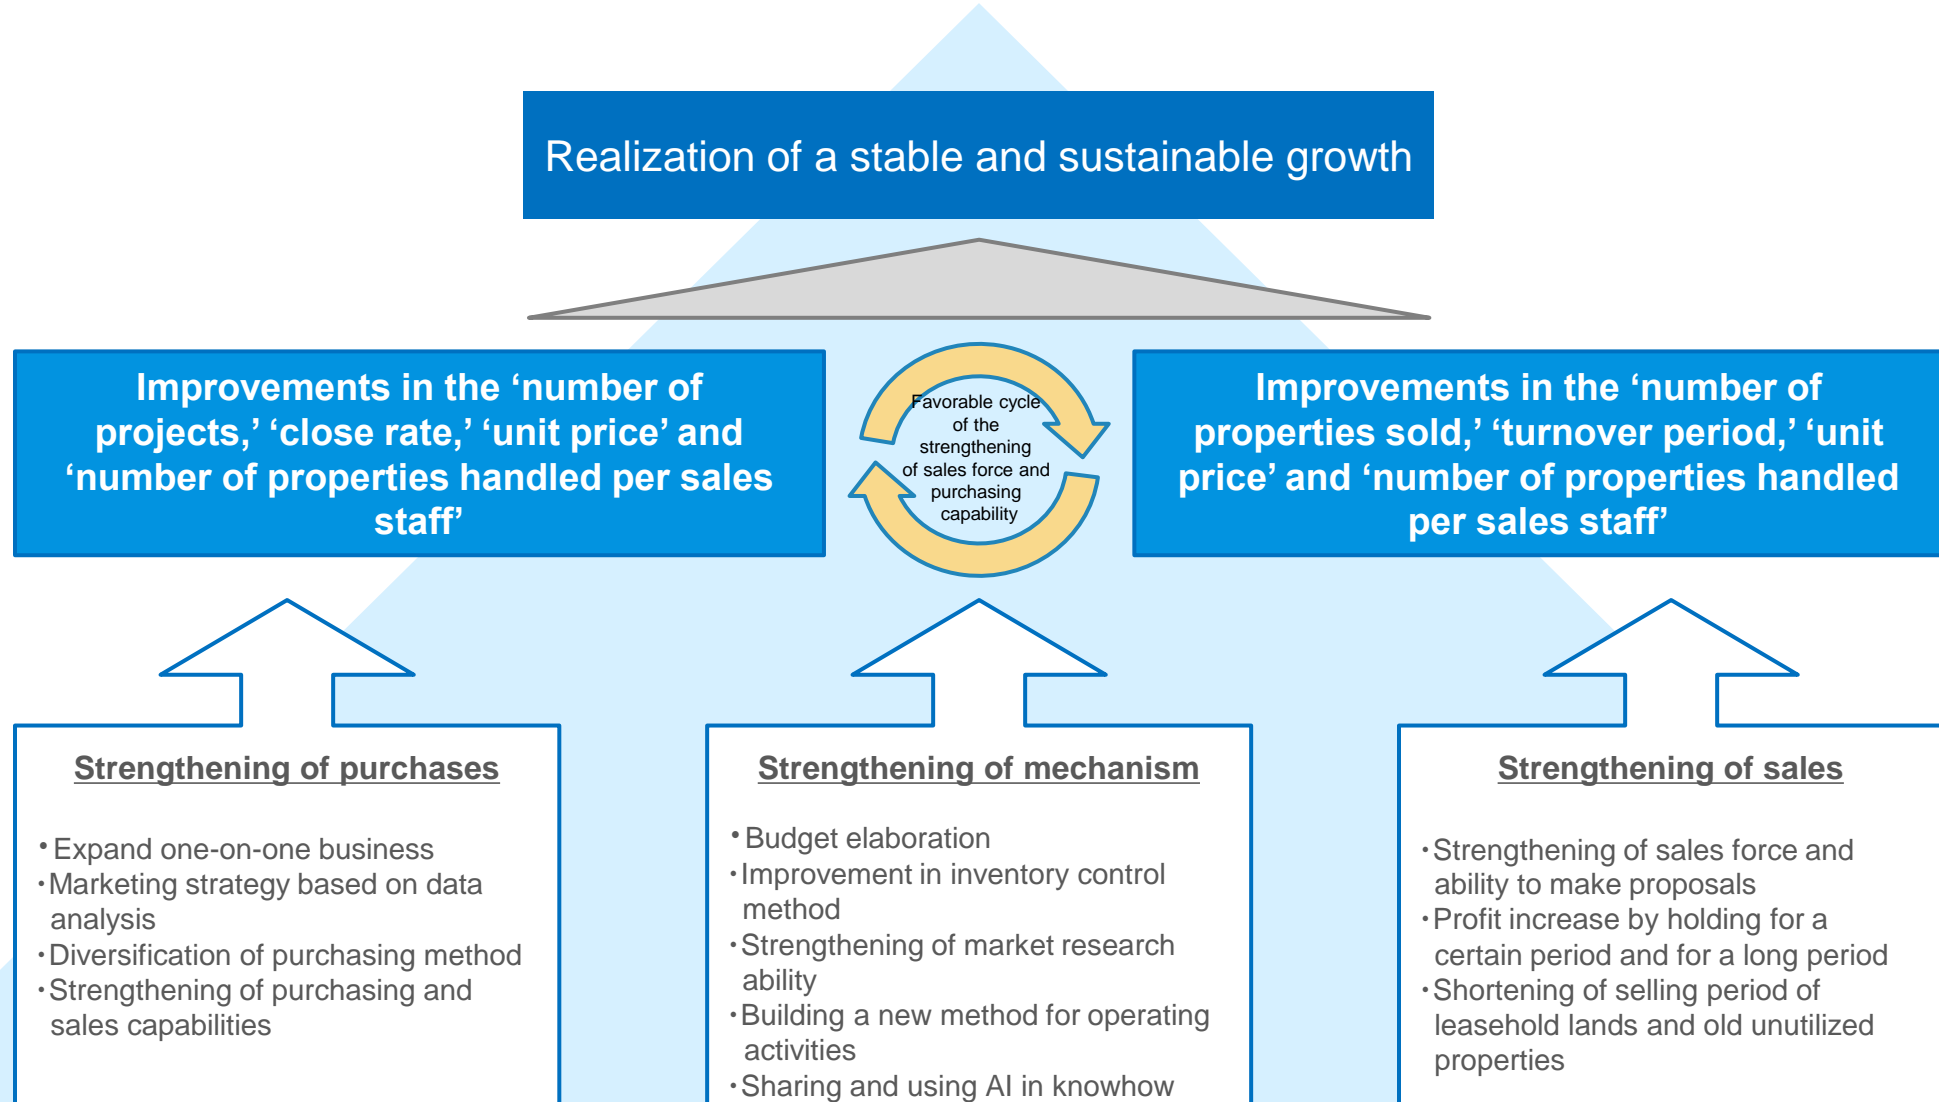 Realization of a stable and sustainable growth
Improvements in the ‘number of
projects,’ ‘close rate,’ ‘unit price’ and
‘number of properties handled per sales
staff’
Favorable cycle
of the
strengthening
of sales force and
purchasing
capability
Improvements in the ‘number of
properties sold,’ ‘turnover period,’ ‘unit
price’ and ‘number of properties handled
per sales staff’
Strengthening of purchases
・Expand one-on-one business
・Marketing strategy based on data
analysis
・Diversification of purchasing method
・Strengthening of purchasing and
sales capabilities
Strengthening of mechanism
・Budget elaboration
・Improvement in inventory control
method
・Strengthening of market research
ability
・Building a new method for operating
activities
・Sharing and using AI in knowhow
Strengthening of sales
・Strengthening of sales force and
ability to make proposals
・Profit increase by holding for a
certain period and for a long period
・Shortening of selling period of
leasehold lands and old unutilized
properties